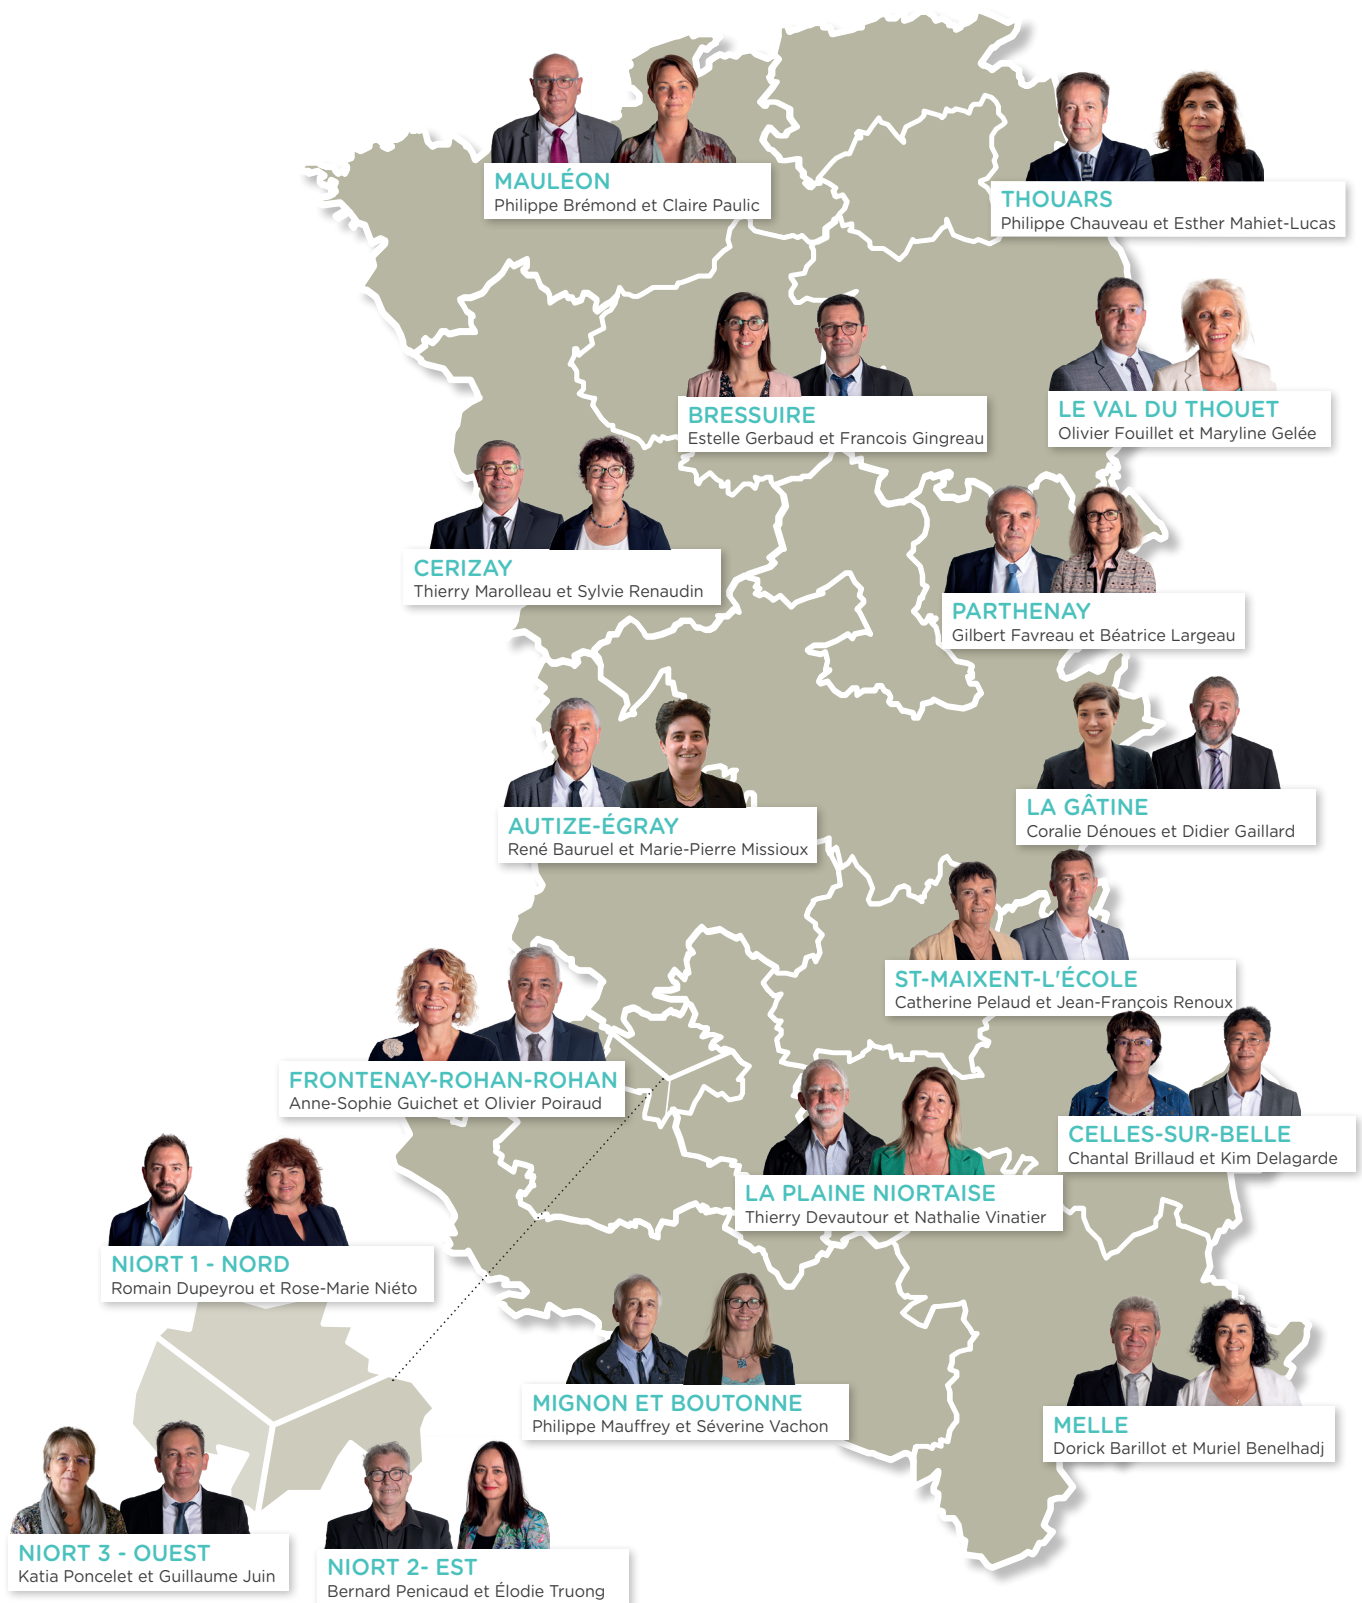 MAULÉON
Philippe Brémond et Claire Paulic
THOUARS
Philippe Chauveau et Esther Mahiet-Lucas
BRESSUIRE
Estelle Gerbaud et Francois Gingreau
LE VAL DU THOUET
Olivier Fouillet et Maryline Gelée
CERIZAY
Thierry Marolleau et Sylvie Renaudin
PARTHENAY
Gilbert Favreau et Béatrice Largeau
AUTIZE-ÉGRAY
René Bauruel et Marie-Pierre Missioux
LA GÂTINE
Coralie Dénoues et Didier Gaillard
ST-MAIXENT-L'ÉCOLE
Catherine Pelaud et Jean-François Renoux
FRONTENAY-ROHAN-ROHAN
Anne-Sophie Guichet et Olivier Poiraud
CELLES-SUR-BELLE
Chantal Brillaud et Kim Delagarde
LA PLAINE NIORTAISE
Thierry Devautour et Nathalie Vinatier
NIORT 1 - NORD
Romain Dupeyrou et Rose-Marie Niéto
MIGNON ET BOUTONNE
Philippe Mauffrey et Séverine Vachon
MELLE
Dorick Barillot et Muriel Benelhadj
NIORT 3 - OUEST
Katia Poncelet et Guillaume Juin
NIORT 2- EST
Bernard Penicaud et Élodie Truong